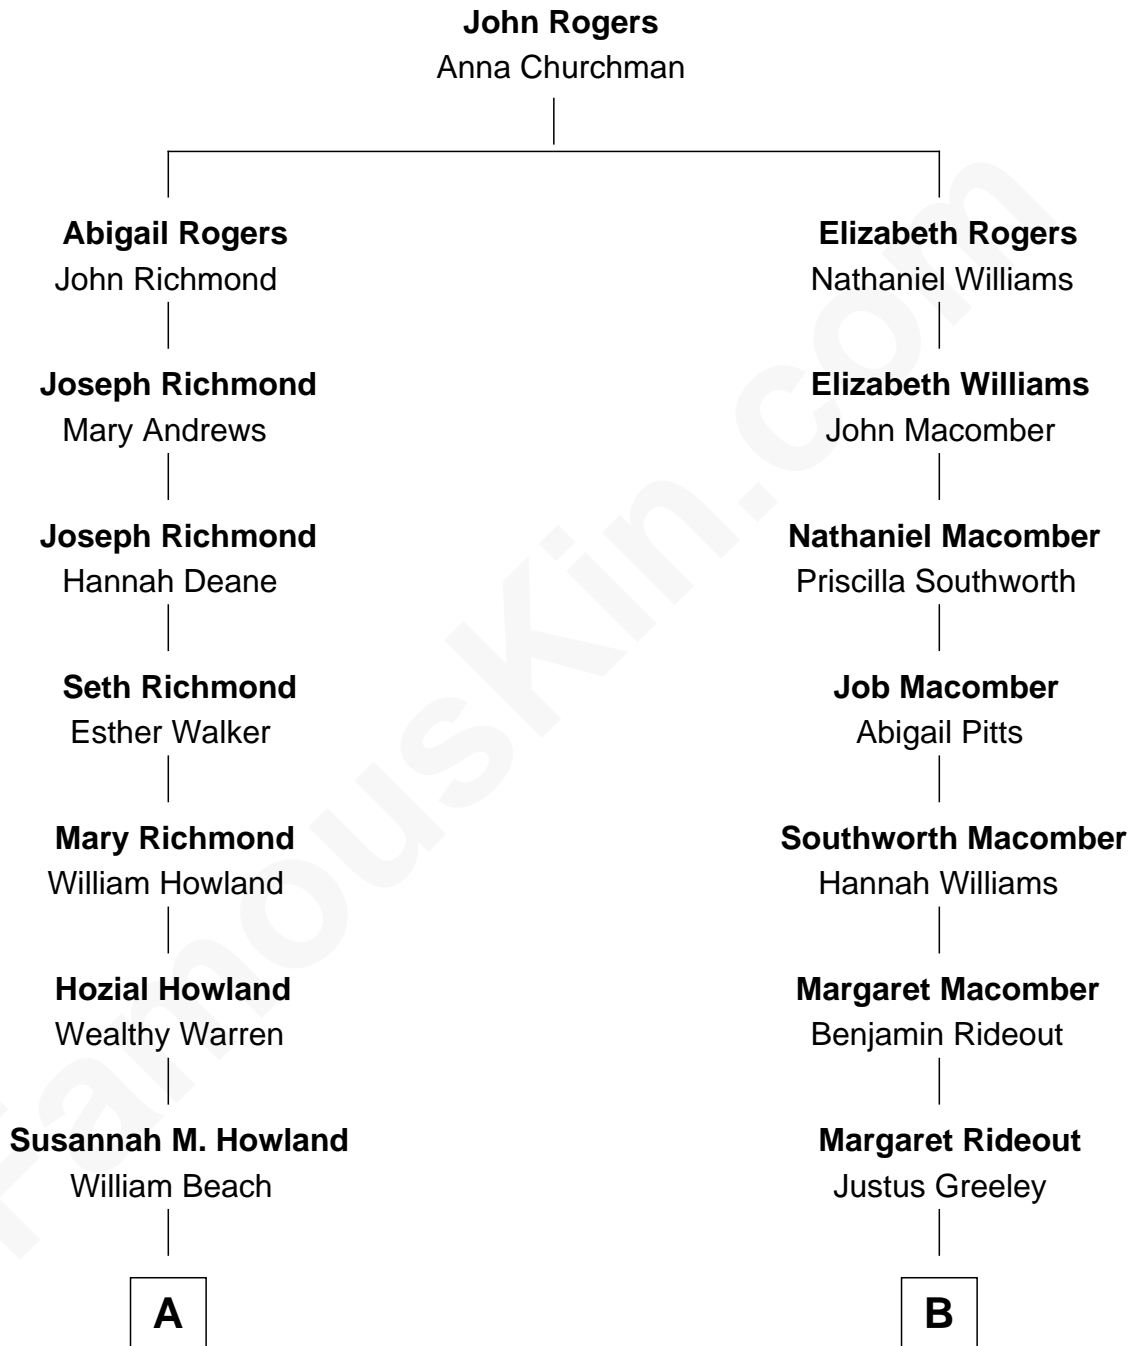 John Rogers
Anna Churchman
Abigail Rogers
John Richmond
Elizabeth Rogers
Nathaniel Williams
Joseph Richmond
Mary Andrews
Elizabeth Williams
John Macomber
Joseph Richmond
Hannah Deane
Nathaniel Macomber
Priscilla Southworth
Seth Richmond
Esther Walker
Job Macomber
Abigail Pitts
Mary Richmond
William Howland
Southworth Macomber
Hannah Williams
Hozial Howland
Wealthy Warren
Margaret Macomber
Benjamin Rideout
Susannah M. Howland
William Beach
Margaret Rideout
Justus Greeley
A
B
FamousKin.com